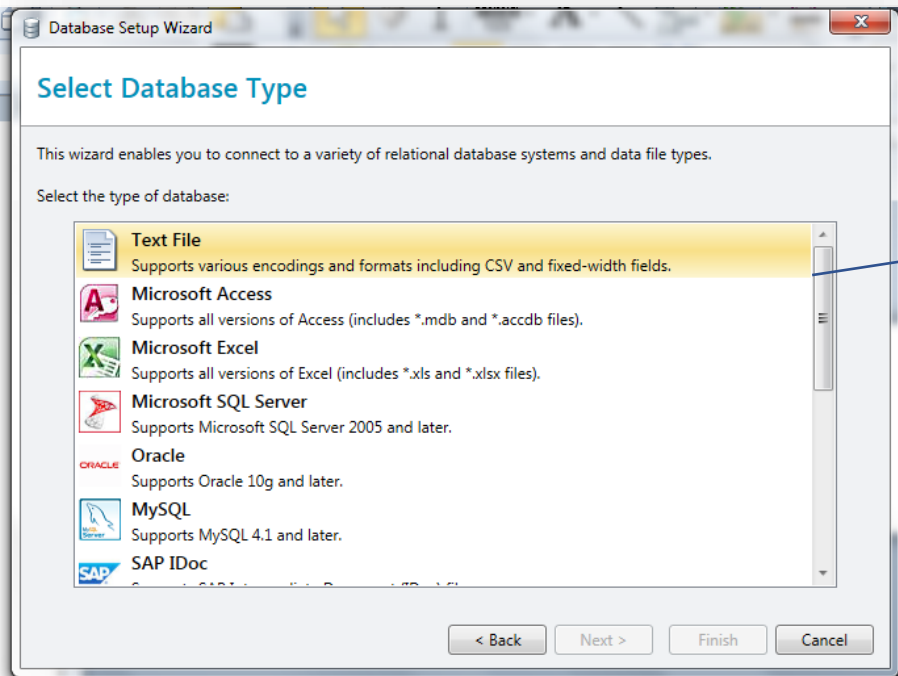 Database Setup Wizard
Select Database Type
This wizard enables you to connect to a variety of relational database systems and data file types.
Select the type of database:
Text File
Supports various encodings and formats including CSV and fixed-width fields.
Microsoft Access
Supports all versions of Access (includes *.mdb and *.accdb files).
Microsoft Excel
Supports all versions of Excel (includes *.xls and *.xlsx files).
Microsoft SQL Server
Supports Microsoft SQL Server 2005 and later.
ORACLE
Oracle
Supports Oracle 10g and later.
MySQL
Supports MySQL 4.1 and later.
SAP
SAP IDoc
< Back
Next >
Finish
Cancel